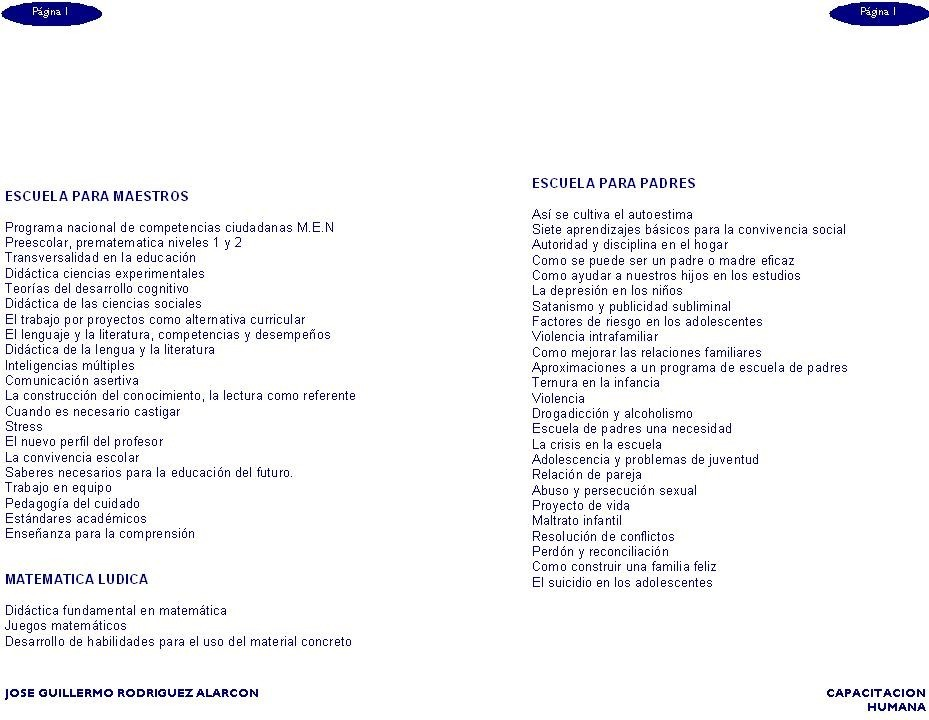 Página 1
Página 1
ESCUELA PARA MAESTROS
Programa nacional de competencias ciudadanas M.E.N
Preescolar, prematematica niveles 1 y 2
Transversalidad en la educación
Didáctica ciencias experimentales
Teorías del desarrollo cognitivo
Didáctica de las ciencias sociales
El trabajo por proyectos como alternativa curricular
El lenguaje y la literatura, competencias y desempeños
Didáctica de la lengua y la literatura
Inteligencias múltiples
Comunicación asertiva
La construcción del conocimiento, la lectura como referente
Cuando es necesario castigar
Stress
El nuevo perfil del profesor
La convivencia escolar
Saberes necesarios para la educación del futuro.
Trabajo en equipo
Pedagogía del cuidado
Estándares académicos
Enseñanza para la comprensión
MATEMATICA LUDICA
Didáctica fundamental en matemática
Juegos matemáticos
Desarrollo de habilidades para el uso del material concreto
JOSE GUILLERMO RODRIGUEZ ALARCON
ESCUELA PARA PADRES
Así se cultiva el autoestima
Siete aprendizajes básicos para la convivencia social
Autoridad y disciplina en el hogar
Como se puede ser un padre o madre eficaz
Como ayudar a nuestros hijos en los estudios
La depresión en los niños
Satanismo y publicidad subliminal
Factores de riesgo en los adolescentes
Violencia intrafamiliar
Como mejorar las relaciones familiares
Aproximaciones a un programa de escuela de padres
Ternura en la infancia
Violencia
Drogadicción y alcoholismo
Escuela de padres una necesidad
La crisis en la escuela
Adolescencia y problemas de juventud
Relación de pareja
Abuso y persecución sexual
Proyecto de vida
Maltrato infantil
Resolución de conflictos
Perdón y reconciliación
Como construir una familia feliz
El suicidio en los adolescentes
CAPACITACION
HUMANA